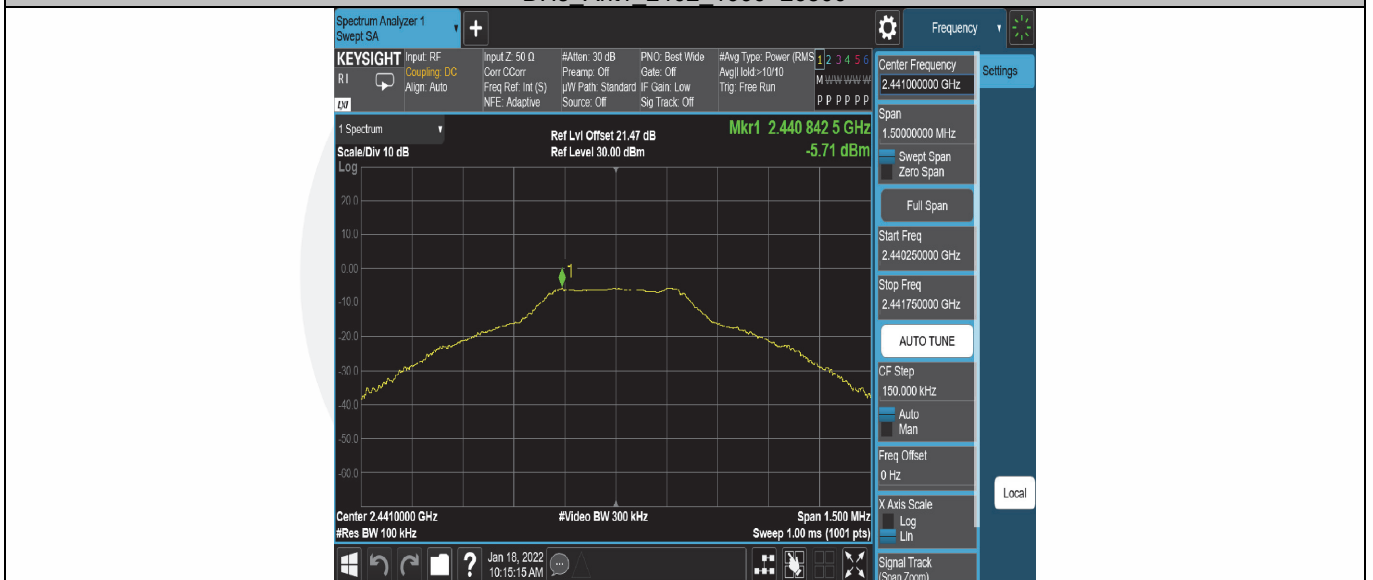 Spectrum Analyzer 1
Swept SA
+
Frequency
KEYSIGHT
R I
LXI
Input: RF
Coupling: DC
Align: Auto
Input Z: 50 Ω
Corr CCorr
Freq Ref: Int (S)
NFE: Adaptive
#Atten: 30 dB
Preamp: Off
µW Path: Standard
Source: Off
PNO: Best Wide
Gate: Off
IF Gain: Low
Sig Track: Off
#Avg Type: Power (RMS
Avg|Hold:>10/10
Trig: Free Run
1 2 3 4 5 6
M W W W W W
P P P P P P
1 Spectrum
Scale/Div 10 dB
Log
Ref Lvl Offset 21.47 dB
Ref Level 30.00 dBm
Mkr1 2.440 842 5 GHz
-5.71 dBm
20.0
10.0
0.00
-10.0
-20.0
-30.0
-40.0
-50.0
-60.0
1
Center 2.4410000 GHz
#Res BW 100 kHz
#Video BW 300 kHz
Span 1.500 MHz
Sweep 1.00 ms (1001 pts)
?
Jan 18, 2022
10:15:15 AM
Center Frequency
2.441000000 GHz
Settings
Span
1.50000000 MHz
Swept Span
Zero Span
Full Span
Start Freq
2.440250000 GHz
Stop Freq
2.441750000 GHz
AUTO TUNE
CF Step
150.000 kHz
Auto
Man
Freq Offset
0 Hz
X Axis Scale
Log
Lin
Signal Track
(Span Zoom)
Local